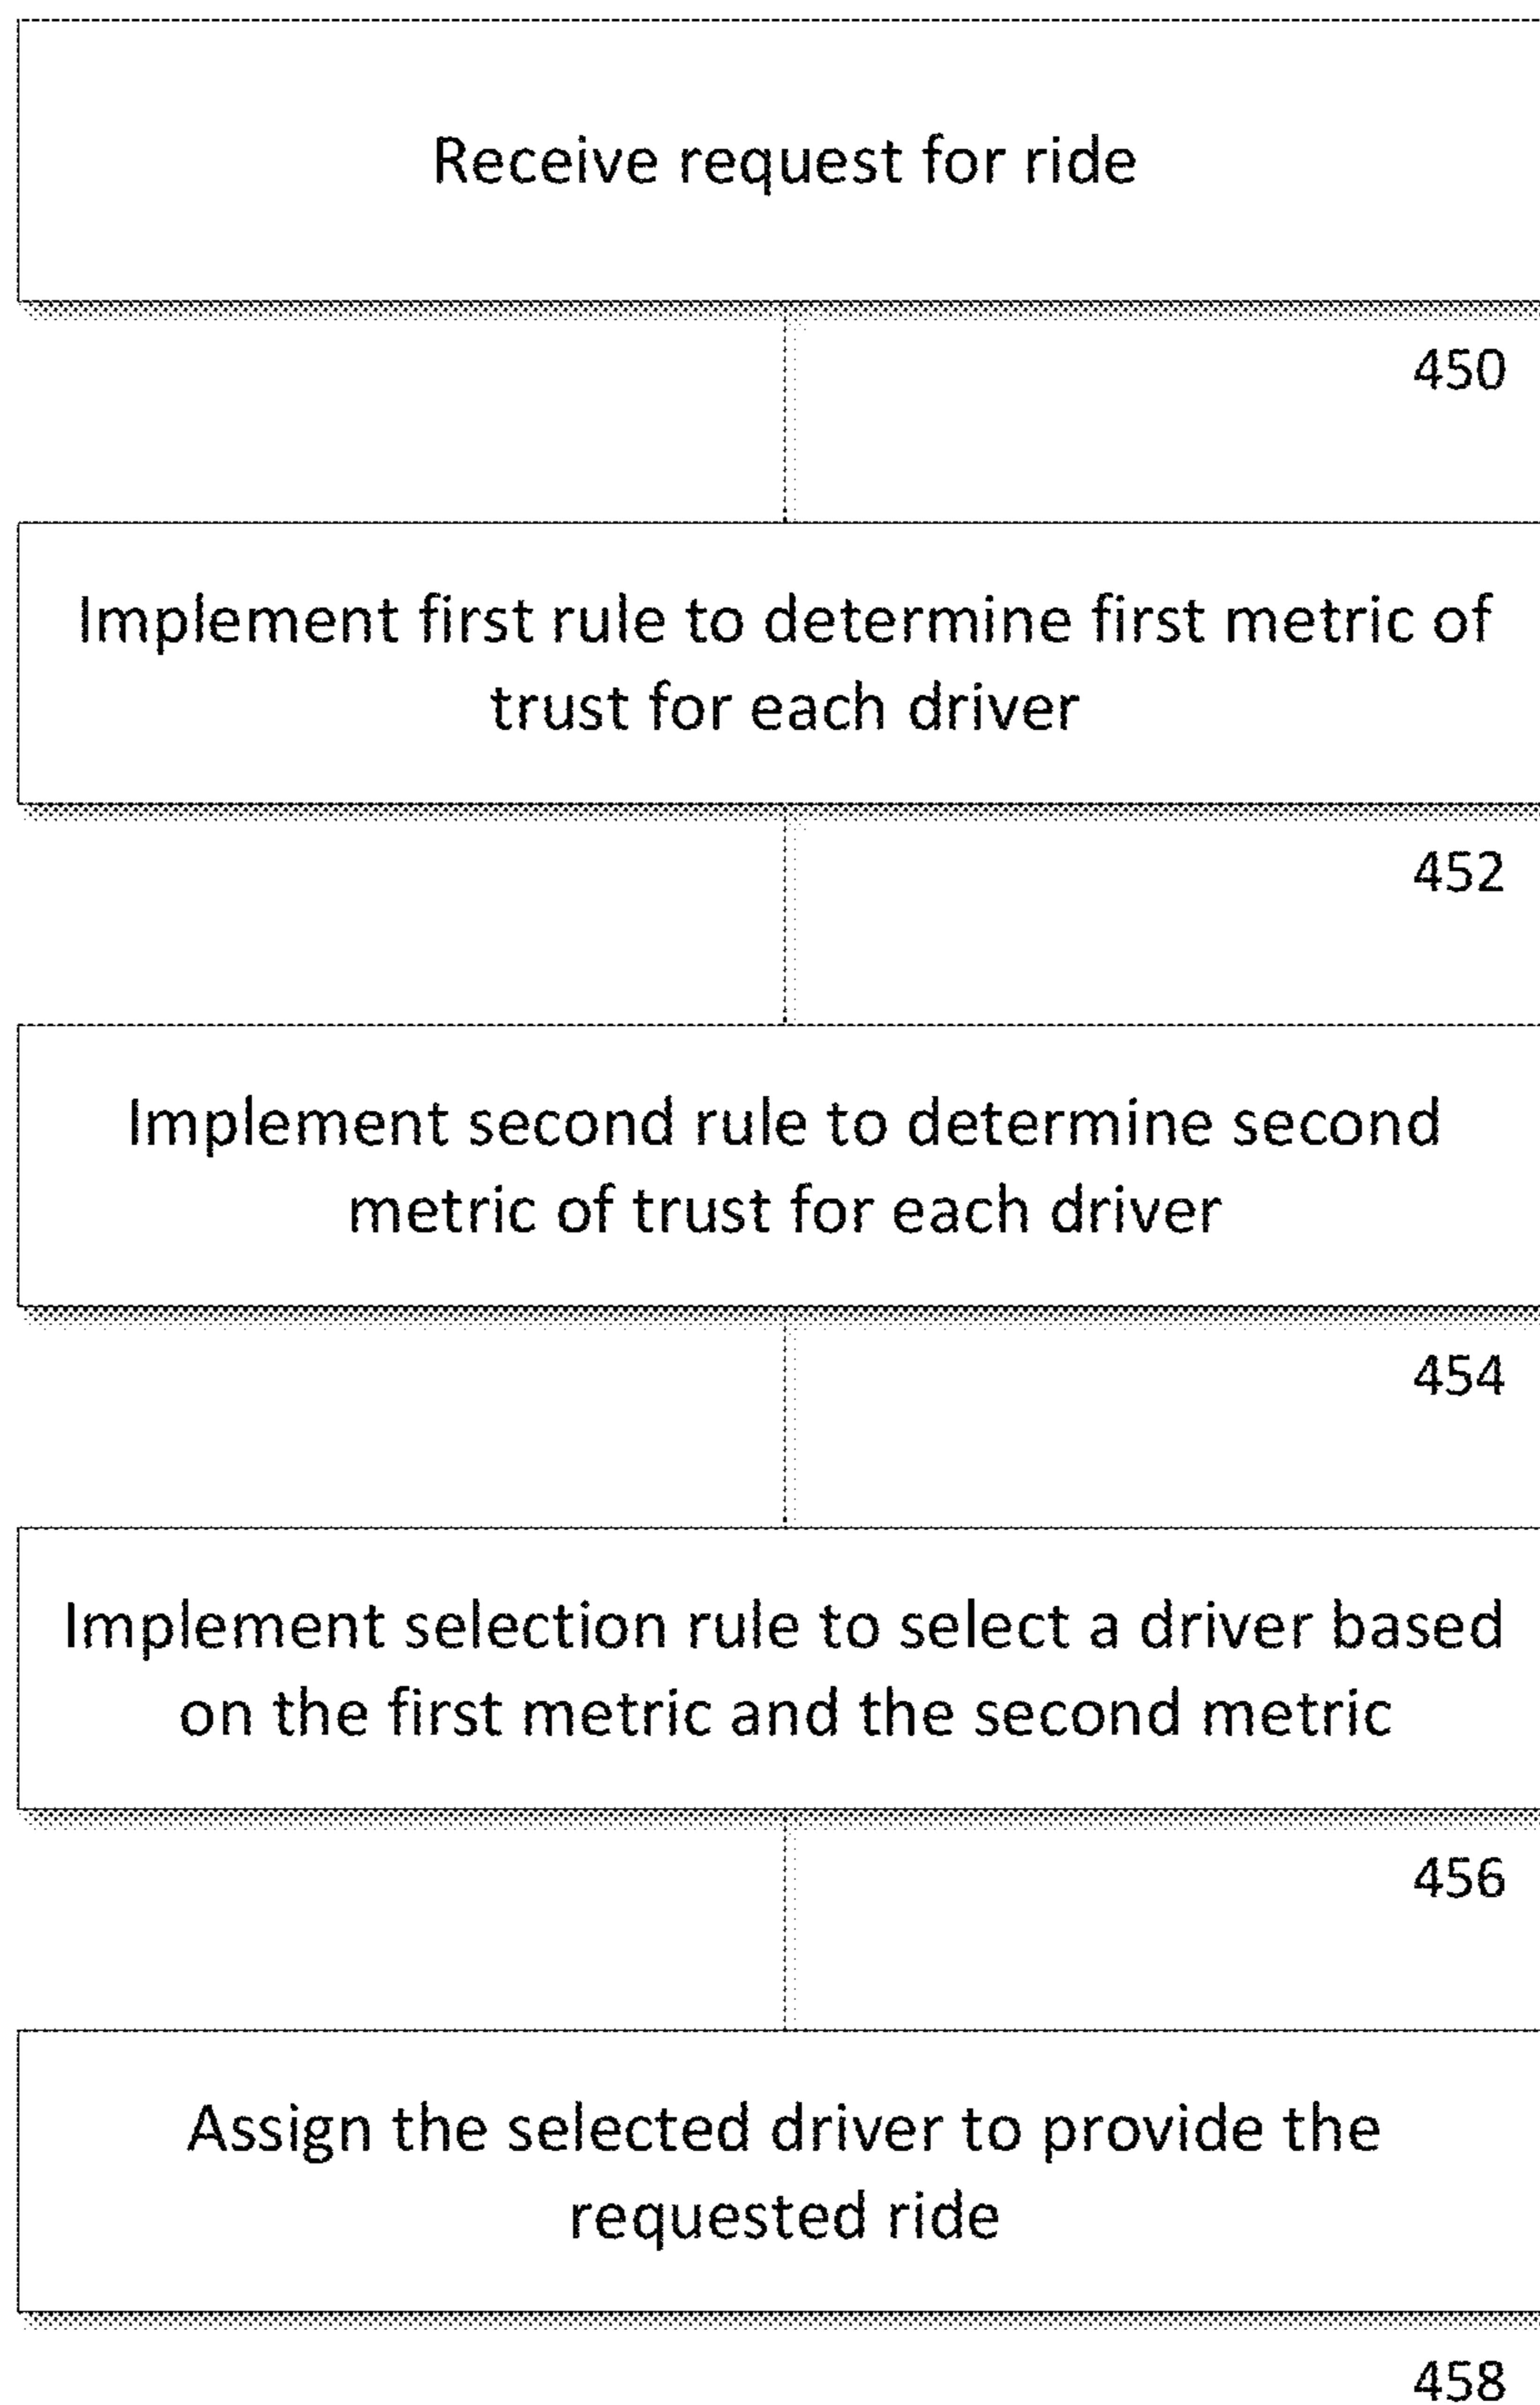 Receive request for ride
450
Implement first rule to determine first metric of
trust for each driver
452
Implement second rule to determine second
metric of trust for each driver
454
Implement selection rule to select a driver based
on the first metric and the second metric
456
Assign the selected driver to provide the
requested ride
458